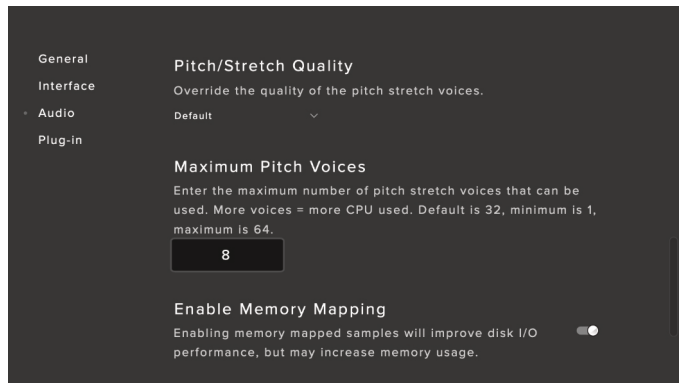 General
Interface
Audio
Plug-in
Pitch/Stretch Quality
Override the quality of the pitch stretch voices.
Default
Maximum Pitch Voices
Enter the maximum number of pitch stretch voices that can be
used. More voices = more CPU used. Default is 32, minimum is 1,
maximum is 64.
8
Enable Memory Mapping
Enabling memory mapped samples will improve disk I/O
performance, but may increase memory usage.